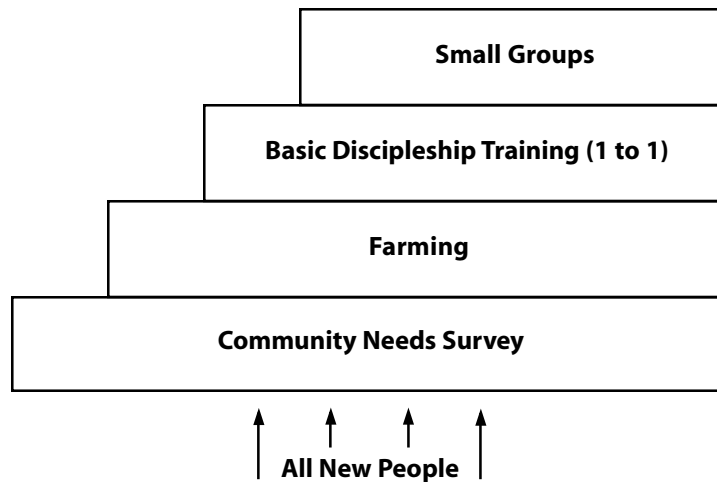 Small Groups
Basic Discipleship Training (1 to 1)
Farming
Community Needs Survey
All New People